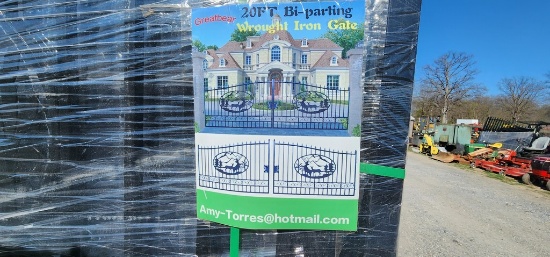 20FT Bi-parting
Greatbear
Wrought Iron Gate
Amy-Torres@hotmail.com